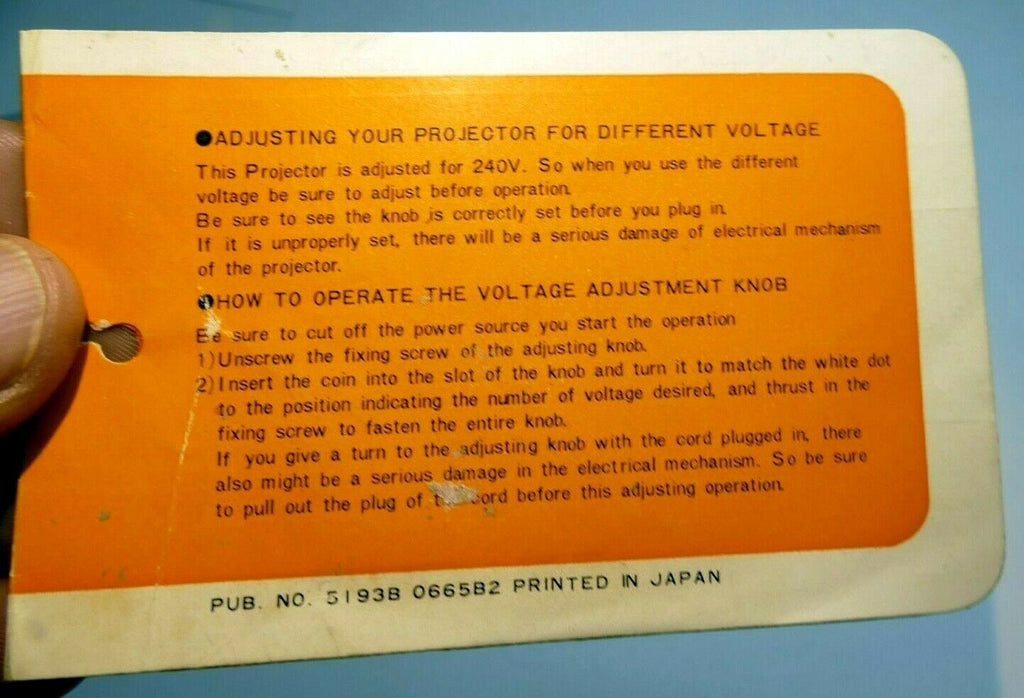 ●ADJUSTING YOUR PROJECTOR FOR DIFFERENT VOLTAGE
This Projector is adjusted for 240V. So when you use the different
voltage be sure to adjust before operation.
Be sure to see the knob is correctly set before you plug in.
If it is unproperly set, there will be a serious damage of electrical mechanism
of the projector.
●HOW TO OPERATE THE VOLTAGE ADJUSTMENT KNOB
Be sure to cut off the power source you start the operation
1) Unscrew the fixing screw of the adjusting knob.
2) Insert the coin into the slot of the knob and turn it to match the white dot
to the position indicating the number of voltage desired, and thrust in the
fixing screw to fasten the entire knob.
If you give a turn to the adjusting knob with the cord plugged in, there
also might be a serious damage in the electrical mechanism. So be sure
to pull out the plug of cord before this adjusting operation.
PUB. NO. 5193B 0665B2 PRINTED IN JAPAN